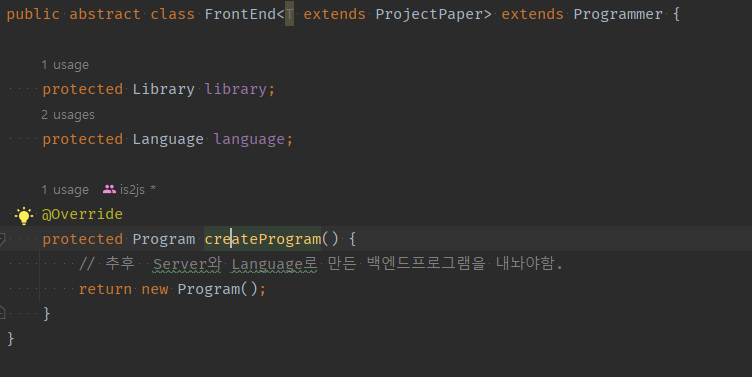 public abstract class FrontEnd<T extends ProjectPaper> extends Programmer {
1 usage
protected Library library;
2 usages
protected Language language;
1 usage is2js *
@Override
protected Program createProgram() {
// 추후  Server와 Language로 만든 백엔드프로그램을 내놔야함.
return new Program();
}
}